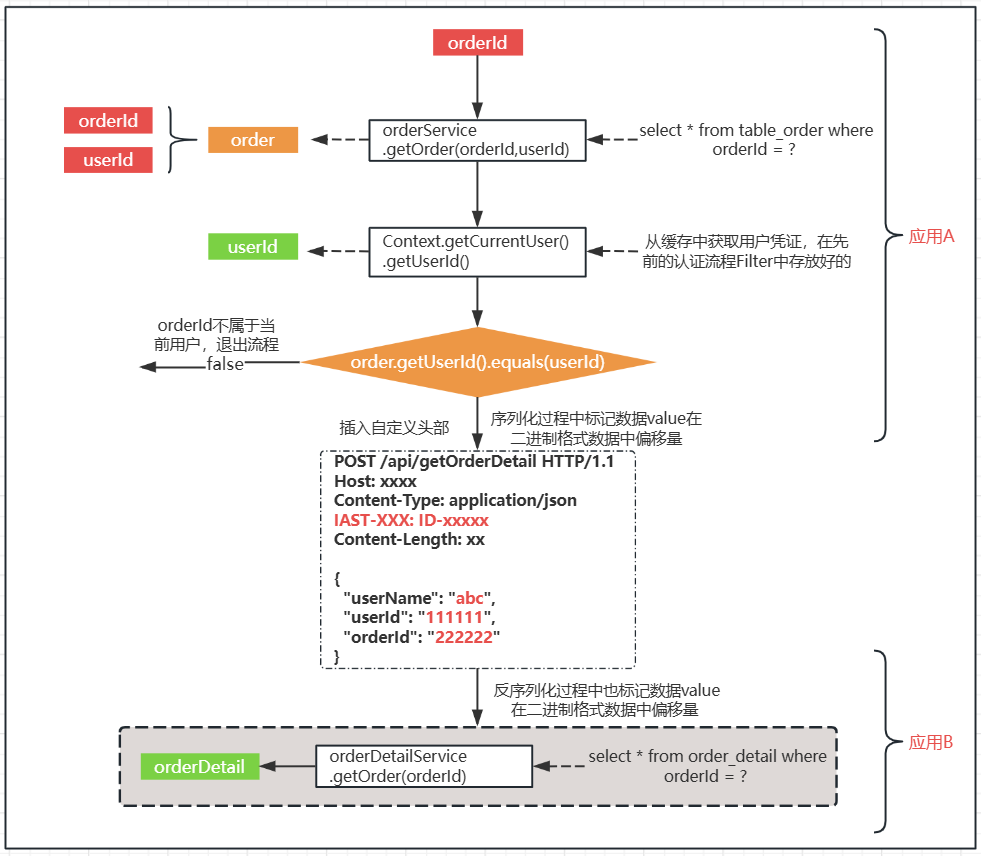 orderId
orderId
userId
order
orderService
.getOrder(orderId,userId)
select * from table_order where
orderId = ?
userId
Context.getCurrentUser()
.getUserId()
从缓存中获取用户凭证，在先
前的认证流程Filter中存放好的
应用A
orderId不属于当
前用户，退出流程
false
order.getUserId().equals(userId)
插入自定义头部
序列化过程中标记数据value在
二进制格式数据中偏移量
POST /api/getOrderDetail HTTP/1.1
Host: xxxx
Content-Type: application/json
IAST-XXX: ID-xxxxx
Content-Length: xx
{
"userName": "abc",
"userId": "111111",
"orderId": "222222"
}
反序列化过程中也标记数据value
在二进制格式数据中偏移量
orderDetail
orderDetailService
.getOrder(orderId)
select * from order_detail where
orderId = ?
应用B